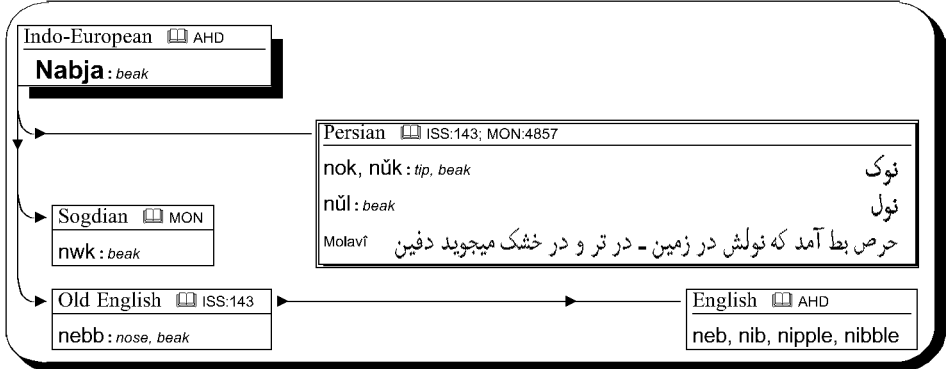 Indo-European 📖 AHD
Nabja : beak
Persian 📖 ISS:143; MON:4857
nok, nǔk : tip, beak نوک
nǔl : beak نول
Molavî حرص بط آمد که نولش در زمین ـ در تر و در خشک میجوید دفین
Sogdian 📖 MON
nwk : beak
Old English 📖 ISS:143
nebb : nose, beak
English 📖 AHD
neb, nib, nipple, nibble